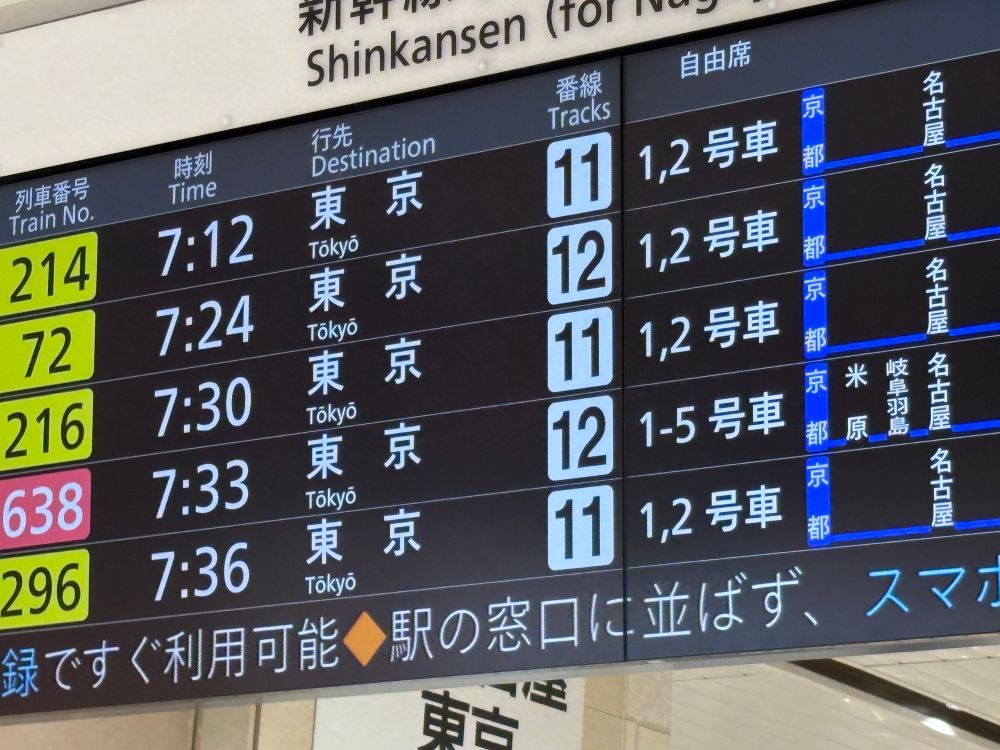 新幹線
Shinkansen (for Nago
列車番号 時刻 行先 番線 自由席
Train No. Time Destination Tracks
214 7:12 東京 11 1,2 号車 京都 名古屋
Tōkyō
72 7:24 東京 12 1,2 号車 京都 名古屋
Tōkyō
216 7:30 東京 11 1,2 号車 京都 名古屋
Tōkyō
638 7:33 東京 12 1-5 号車 京都 米原 岐阜羽島 名古屋
Tōkyō
296 7:36 東京 11 1,2 号車 京都 名古屋
Tōkyō
録ですぐ利用可能◆駅の窓口に並ばず、スマホ
東京